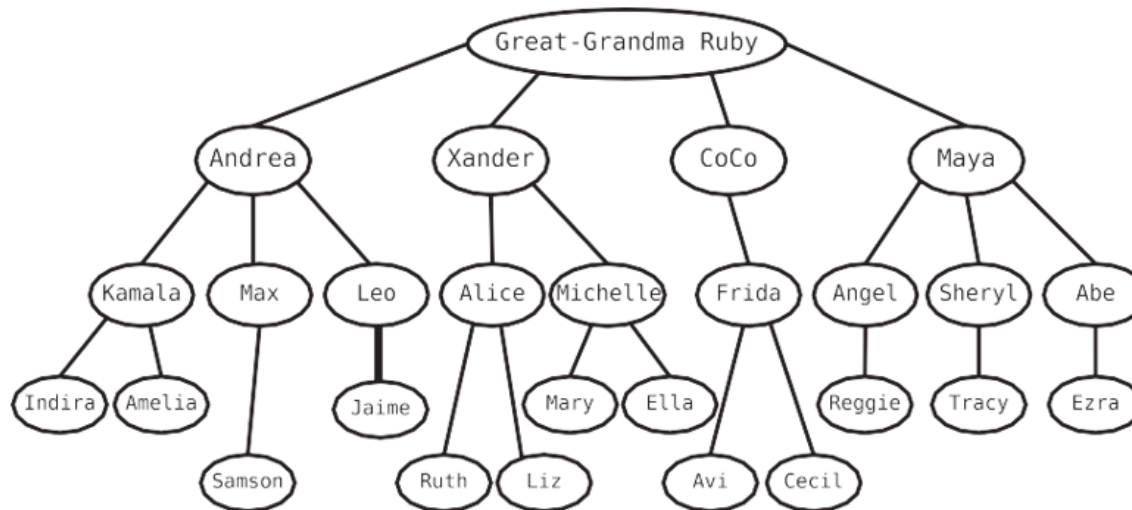 Great-Grandma Ruby
Andrea
Xander
CoCo
Maya
Kamala
Max
Leo
Alice
Michelle
Frida
Angel
Sheryl
Abe
Indira
Amelia
Jaime
Mary
Ella
Reggie
Tracy
Ezra
Samson
Ruth
Liz
Avi
Cecil